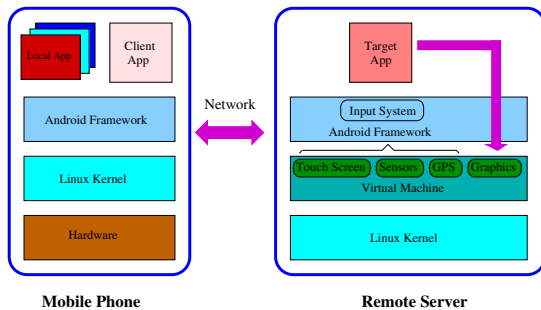 Local App
Client
App
Android Framework
Linux Kernel
Hardware
Mobile Phone
Network
Target
App
Input System
Android Framework
Touch Screen
Sensors
GPS
Graphics
Virtual Machine
Linux Kernel
Remote Server